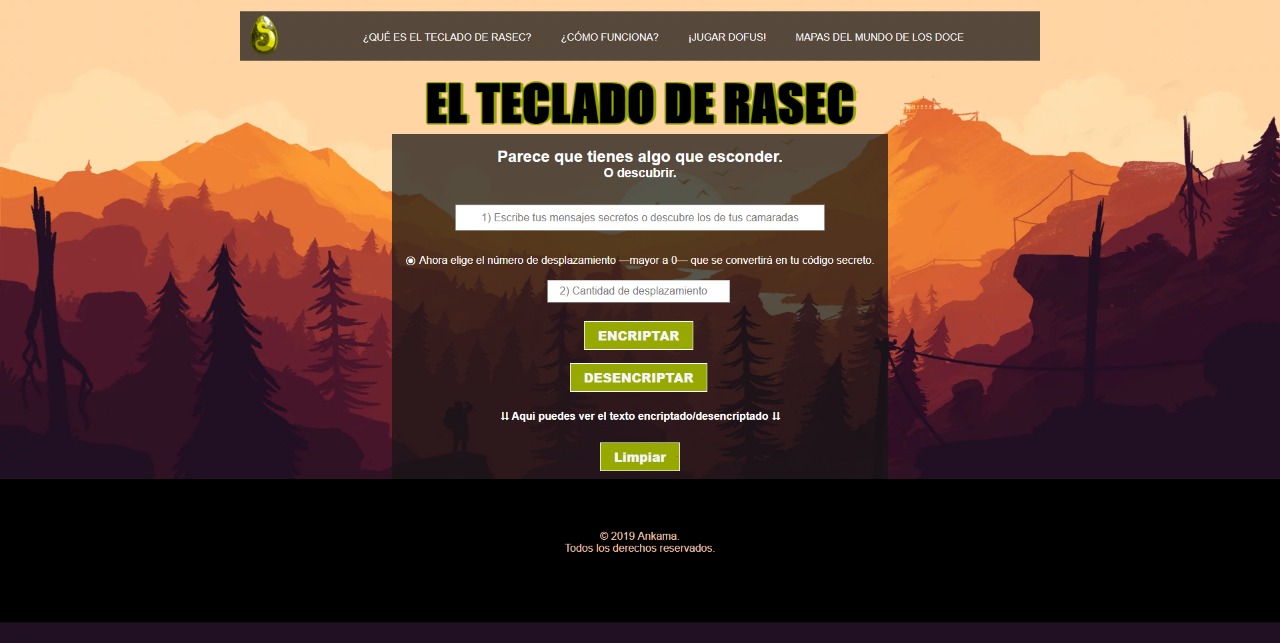 ¿QUÉ ES EL TECLADO DE RASEC? ¿CÓMO FUNCIONA? ¡JUGAR DOFUS! MAPAS DEL MUNDO DE LOS DOCE
EL TECLADO DE RASEC
Parece que tienes algo que esconder.
O descubrir.
1) Escribe tus mensajes secretos o descubre los de tus camaradas
Ahora elige el número de desplazamiento —mayor a 0— que se convertirá en tu código secreto.
2) Cantidad de desplazamiento
ENCRIPTAR
DESENCRIPTAR
⇊ Aqui puedes ver el texto encriptado/desencriptado ⇊
Limpiar
© 2019 Ankama.
Todos los derechos reservados.